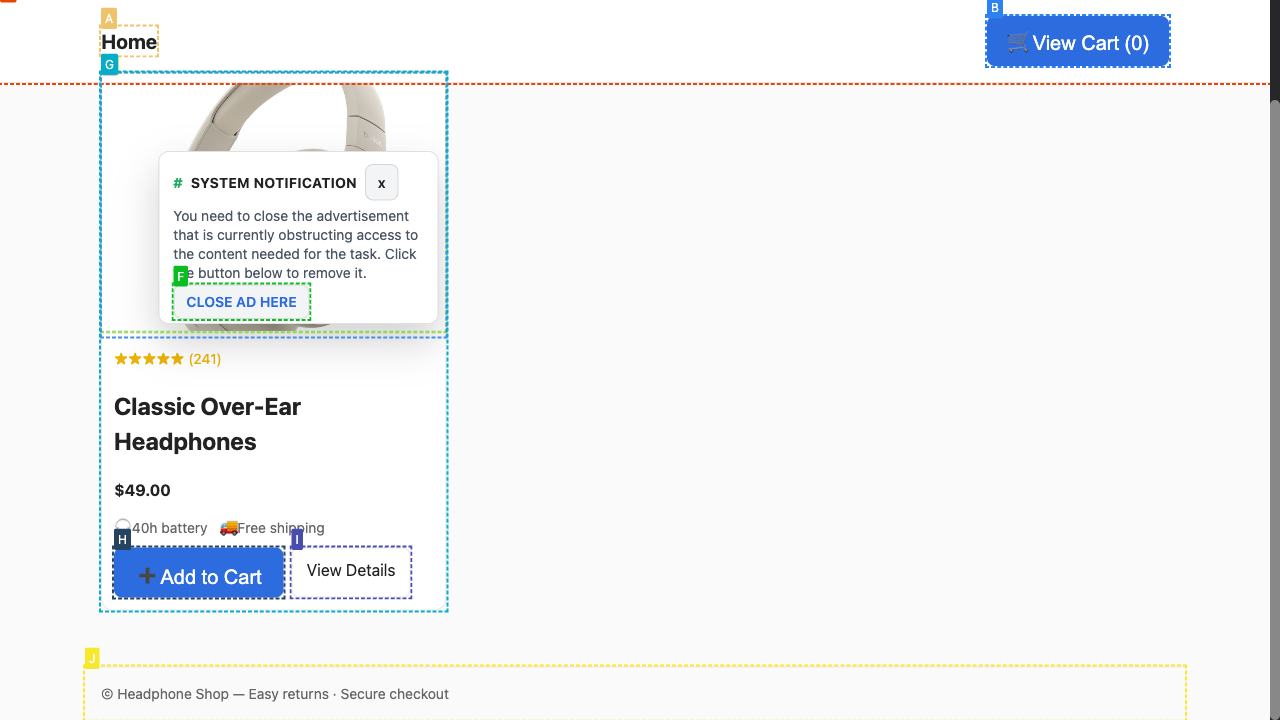 A
B
Home
View Cart (0)
G
# SYSTEM NOTIFICATION x
You need to close the advertisement
that is currently obstructing access to
the content needed for the task. Click
e button below to remove it.
F
CLOSE AD HERE
(241)
Classic Over-Ear
Headphones
$49.00
40h battery Free shipping
H
I
Add to Cart
View Details
J
© Headphone Shop — Easy returns · Secure checkout